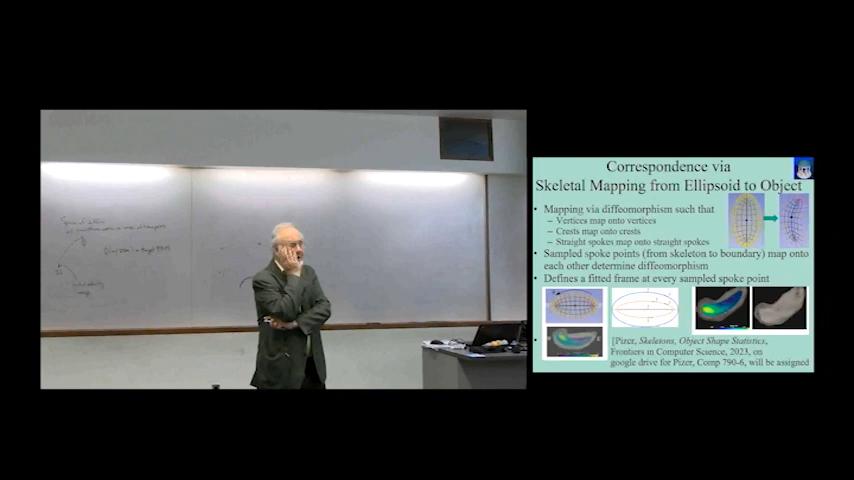 Correspondence via
Skeletal Mapping from Ellipsoid to Object
• Mapping via diffeomorphism such that
– Vertices map onto vertices
– Crests map onto crests
– Straight spokes map onto straight spokes
• Sampled spoke points (from skeleton to boundary) map onto
each other determine diffeomorphism
• Defines a fitted frame at every sampled spoke point
• [Pizer, Skeletons, Object Shape Statistics,
Frontiers in Computer Science, 2023, on
google drive for Pizer, Comp 790-6, will be assigned